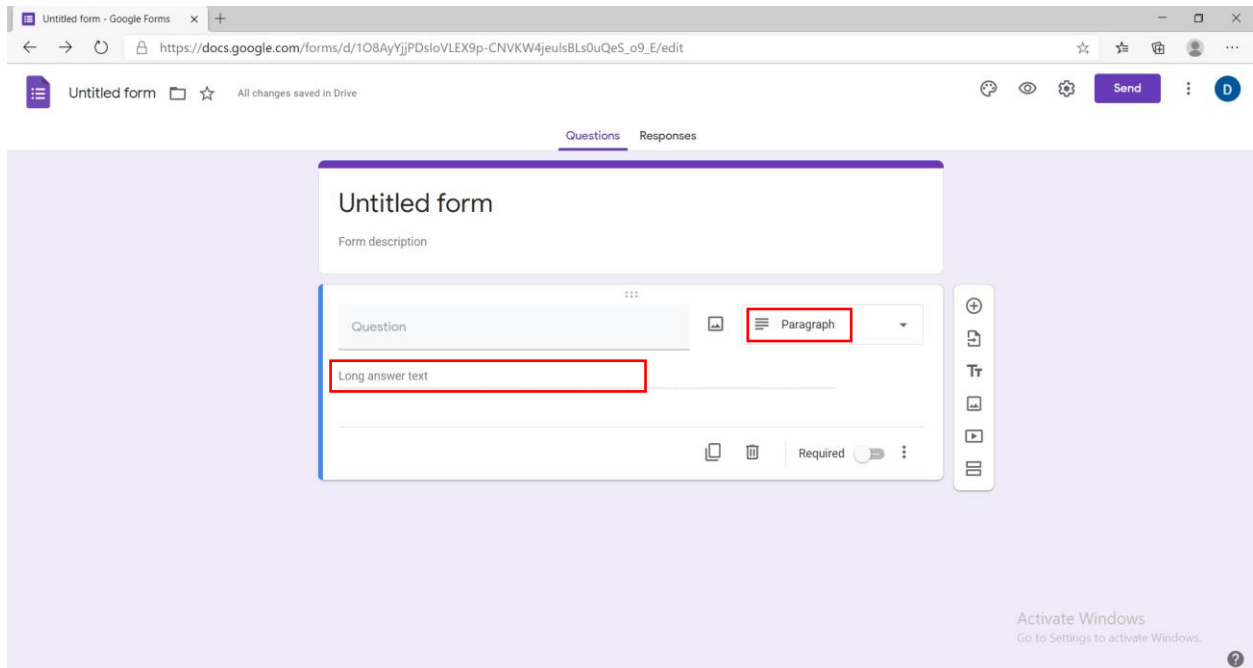 Untitled form - Google Forms
https://docs.google.com/forms/d/1O8AyYjjPDsIoVLEX9p-CNVKW4jeulsBLs0uQeS_o9_E/edit
Untitled form All changes saved in Drive Send D
Questions Responses
Untitled form
Form description
Question Paragraph
Tт
Long answer text
Required
Activate Windows
Go to Settings to activate Windows.